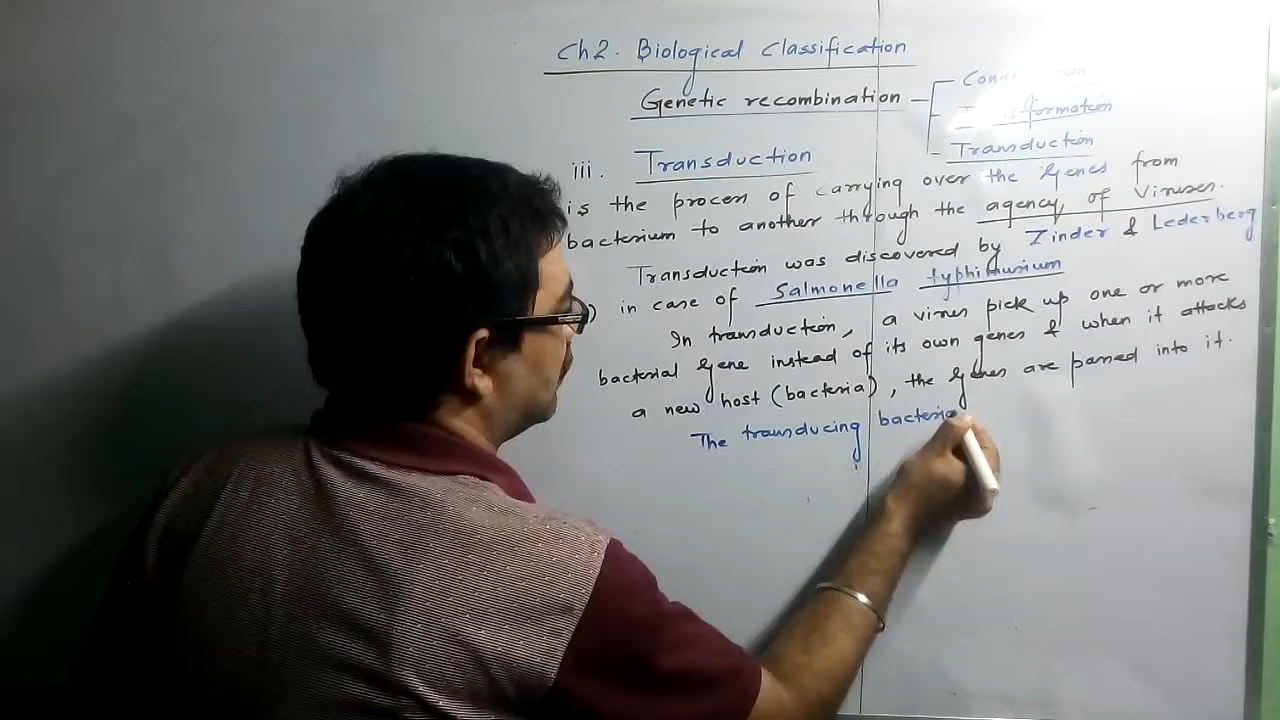 Ch 2. Biological Classification
Genetic recombination
Transformation
Transduction
iii. Transduction
is the process of carrying over the genes from
bacterium to another through the agency of Viruses.
Transduction was discovered by Zinder & Lederberg
) in case of Salmonella typhimurium
In transduction, a virus pick up one or more
bacterial gene instead of its own genes & when it attacks
a new host (bacteria), the genes are passed into it.
The transducing bacteria